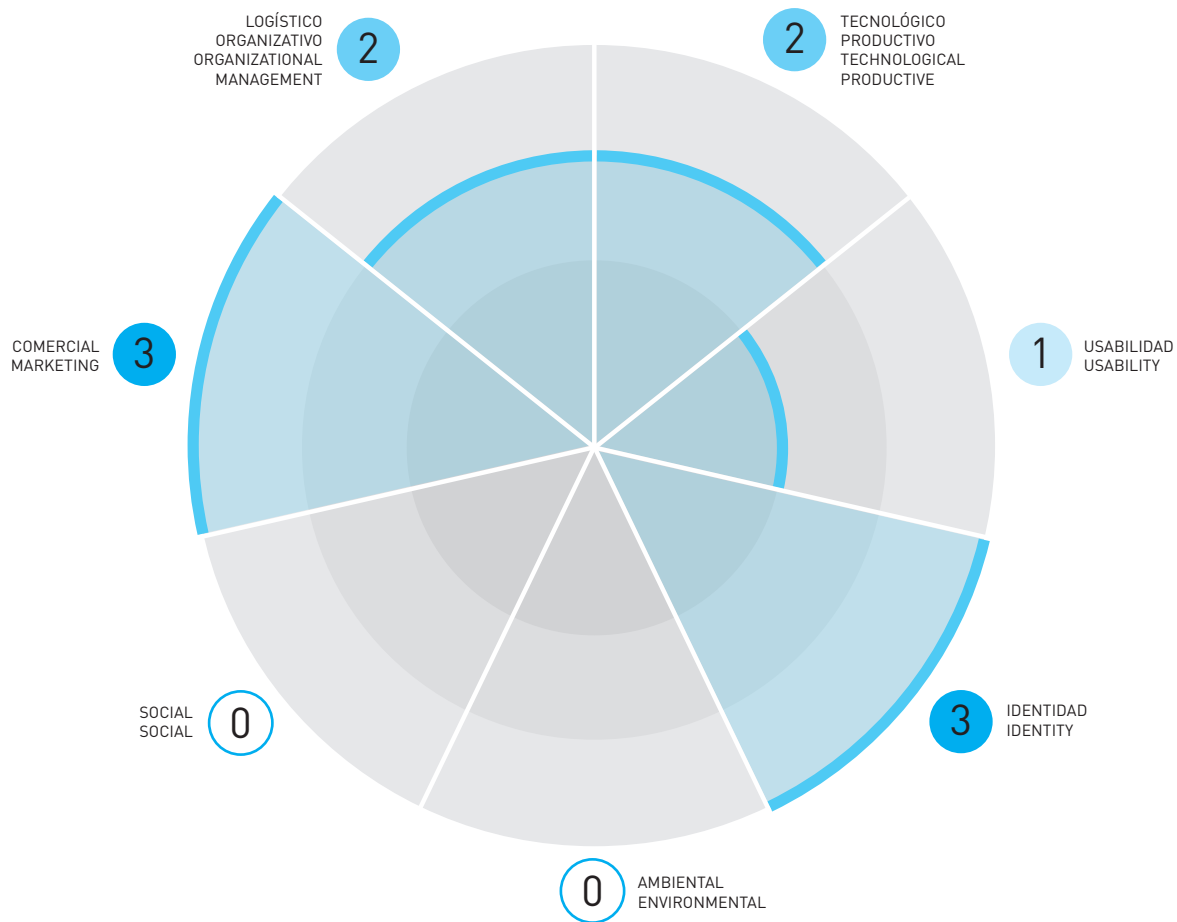 LOGÍSTICO
ORGANIZATIVO
ORGANIZATIONAL
MANAGEMENT
2
2
TECNOLÓGICO
PRODUCTIVO
TECHNOLOGICAL
PRODUCTIVE
COMERCIAL
MARKETING
3
1
USABILIDAD
USABILITY
SOCIAL
SOCIAL
0
3
IDENTIDAD
IDENTITY
0
AMBIENTAL
ENVIRONMENTAL